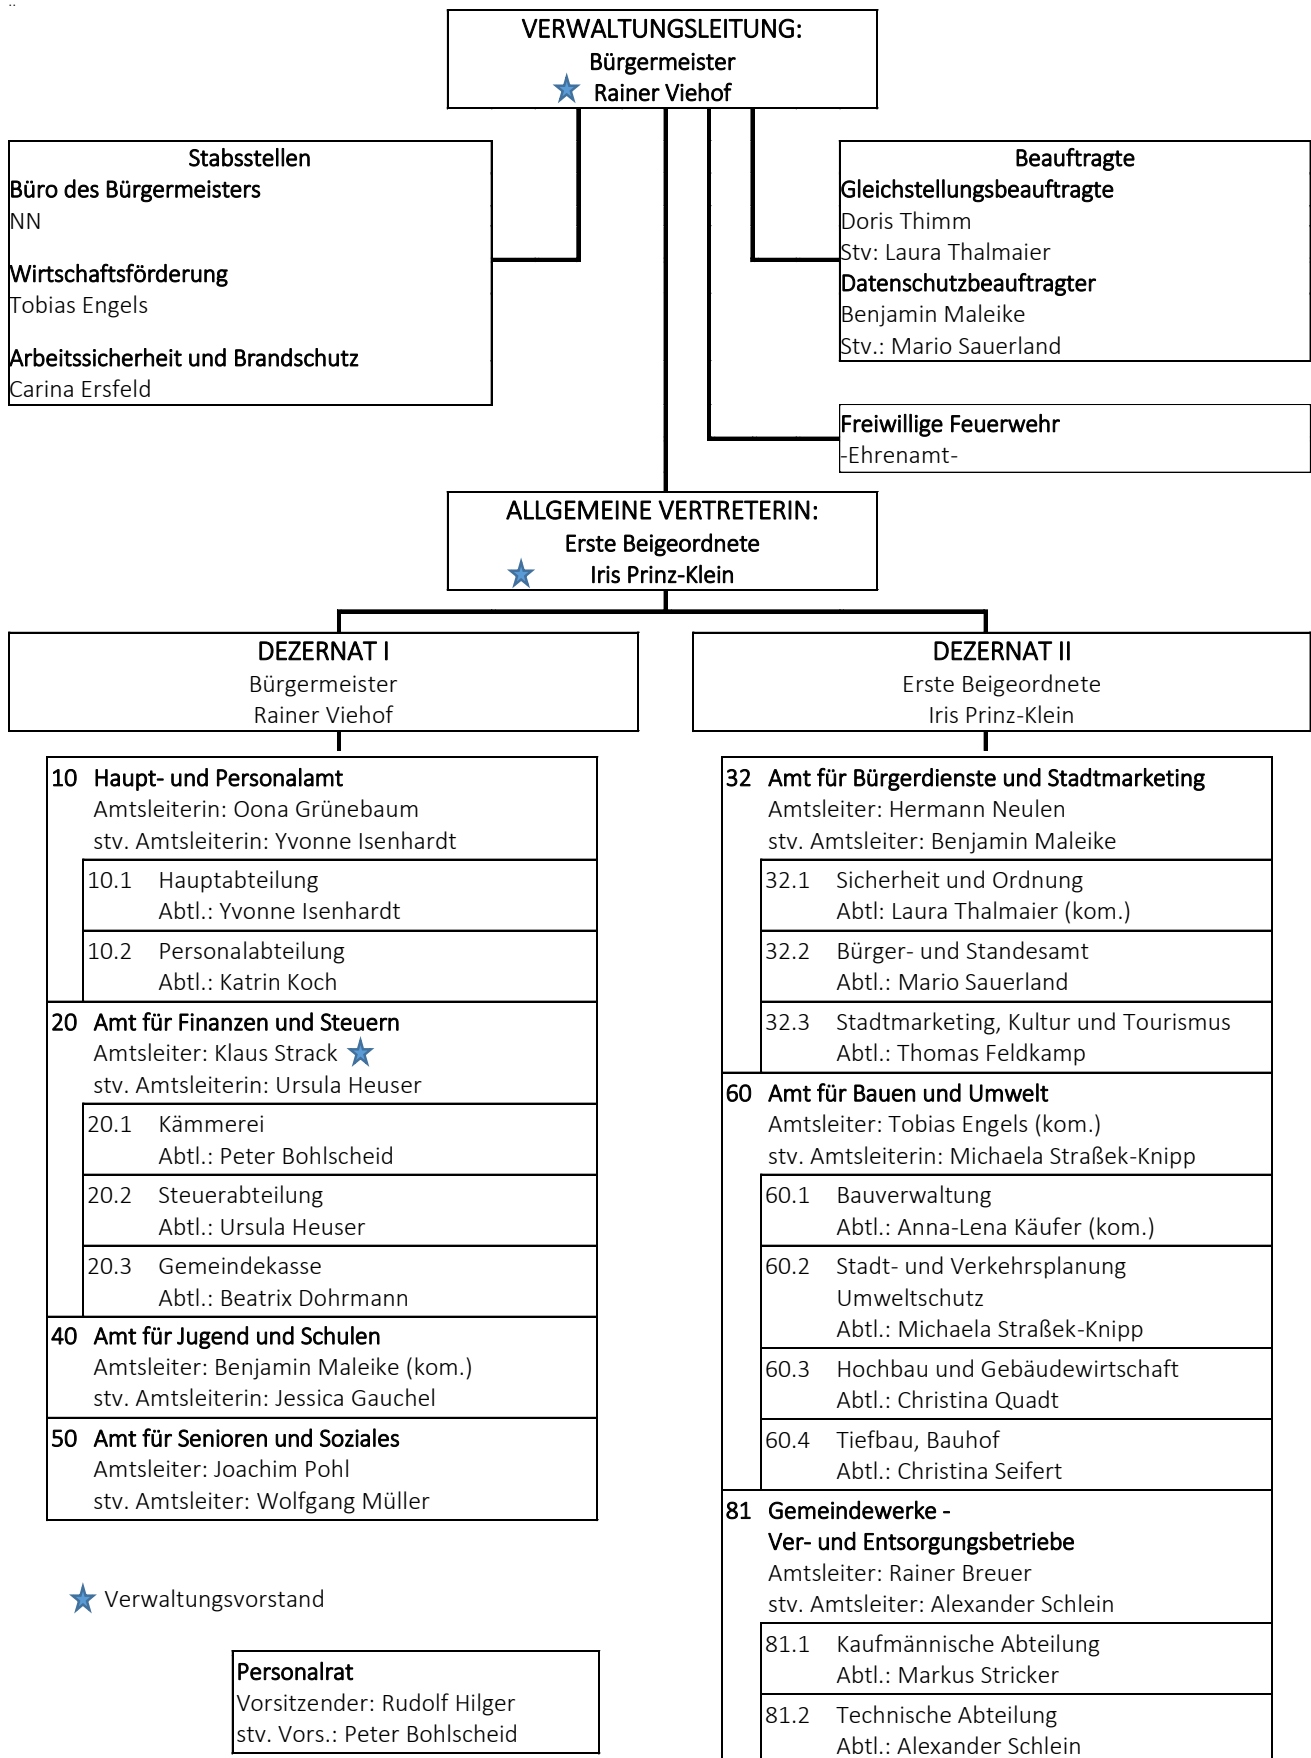 ..
VERWALTUNGSLEITUNG:
Bürgermeister
Rainer Viehof
Stabsstellen
Büro des Bürgermeisters
NN
Wirtschaftsförderung
Tobias Engels
Arbeitssicherheit und Brandschutz
Carina Ersfeld
Beauftragte
Gleichstellungsbeauftragte
Doris Thimm
Stv: Laura Thalmaier
Datenschutzbeauftragter
Benjamin Maleike
Stv.: Mario Sauerland
Freiwillige Feuerwehr
-Ehrenamt-
ALLGEMEINE VERTRETERIN:
Erste Beigeordnete
Iris Prinz-Klein
DEZERNAT I
Bürgermeister
Rainer Viehof
10 Haupt- und Personalamt
Amtsleiterin: Oona Grünebaum
stv. Amtsleiterin: Yvonne Isenhardt
10.1 Hauptabteilung
Abtl.: Yvonne Isenhardt
10.2 Personalabteilung
Abtl.: Katrin Koch
20 Amt für Finanzen und Steuern
Amtsleiter: Klaus Strack
stv. Amtsleiterin: Ursula Heuser
20.1 Kämmerei
Abtl.: Peter Bohlscheid
20.2 Steuerabteilung
Abtl.: Ursula Heuser
20.3 Gemeindekasse
Abtl.: Beatrix Dohrmann
40 Amt für Jugend und Schulen
Amtsleiter: Benjamin Maleike (kom.)
stv. Amtsleiterin: Jessica Gauchel
50 Amt für Senioren und Soziales
Amtsleiter: Joachim Pohl
stv. Amtsleiter: Wolfgang Müller
Verwaltungsvorstand
Personalrat
Vorsitzender: Rudolf Hilger
stv. Vors.: Peter Bohlscheid
DEZERNAT II
Erste Beigeordnete
Iris Prinz-Klein
32 Amt für Bürgerdienste und Stadtmarketing
Amtsleiter: Hermann Neulen
stv. Amtsleiter: Benjamin Maleike
32.1 Sicherheit und Ordnung
Abtl: Laura Thalmaier (kom.)
32.2 Bürger- und Standesamt
Abtl.: Mario Sauerland
32.3 Stadtmarketing, Kultur und Tourismus
Abtl.: Thomas Feldkamp
60 Amt für Bauen und Umwelt
Amtsleiter: Tobias Engels (kom.)
stv. Amtsleiterin: Michaela Straßek-Knipp
60.1 Bauverwaltung
Abtl.: Anna-Lena Käufer (kom.)
60.2 Stadt- und Verkehrsplanung
Umweltschutz
Abtl.: Michaela Straßek-Knipp
60.3 Hochbau und Gebäudewirtschaft
Abtl.: Christina Quadt
60.4 Tiefbau, Bauhof
Abtl.: Christina Seifert
81 Gemeindewerke -
Ver- und Entsorgungsbetriebe
Amtsleiter: Rainer Breuer
stv. Amtsleiter: Alexander Schlein
81.1 Kaufmännische Abteilung
Abtl.: Markus Stricker
81.2 Technische Abteilung
Abtl.: Alexander Schlein